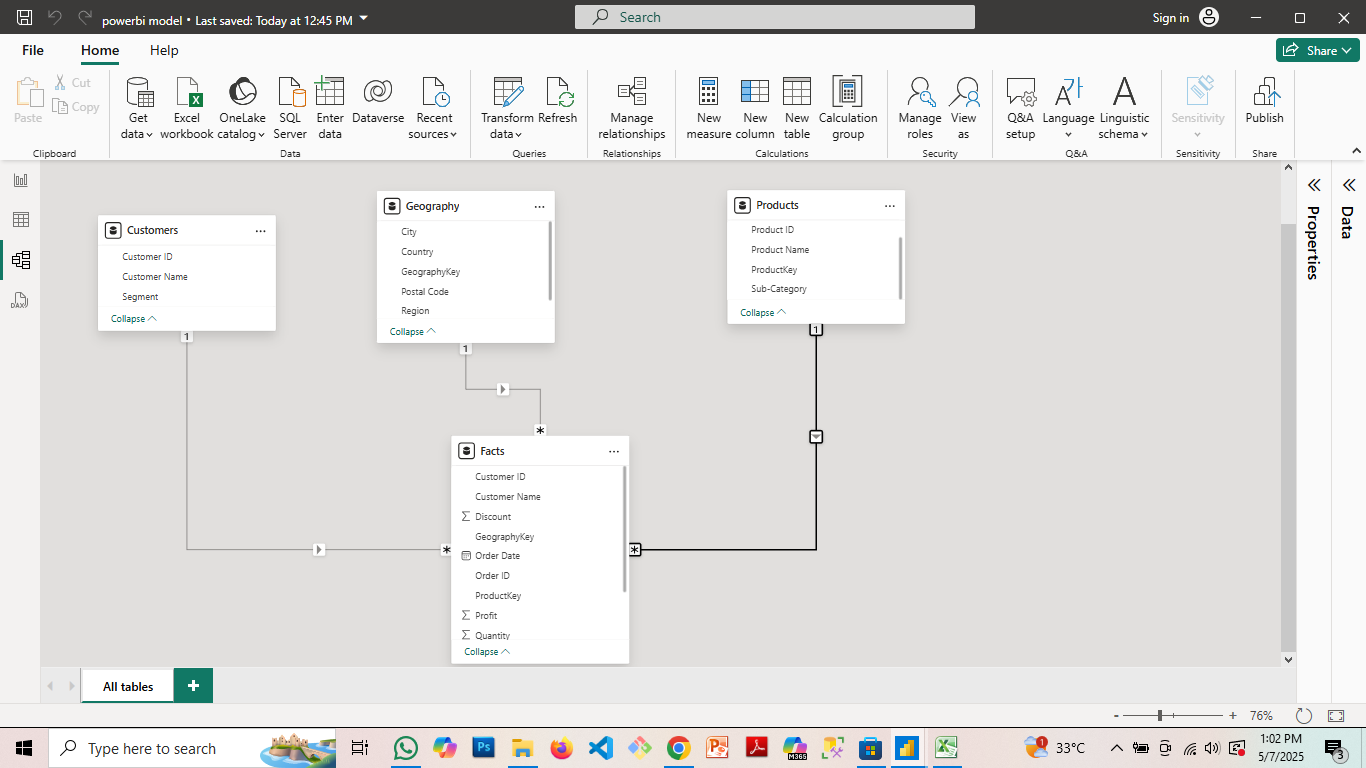 powerbi model • Last saved: Today at 12:45 PM
Search
Sign in
File
Home
Help
Share
Paste
Cut
Copy
Clipboard
Get data
Excel workbook
OneLake catalog
SQL Server
Enter data
Dataverse
Recent sources
Data
Transform data
Refresh
Queries
Manage relationships
Relationships
New measure
New column
New table
Calculation group
Calculations
Manage roles
View as
Security
Q&A setup
Language
Linguistic schema
Q&A
Sensitivity
Sensitivity
Publish
Share
DAX
Customers
Customer ID
Customer Name
Segment
Collapse
1
Geography
City
Country
GeographyKey
Postal Code
Region
Collapse
1
*
Products
Product ID
Product Name
ProductKey
Sub-Category
Collapse
1
Facts
Customer ID
Customer Name
Σ Discount
GeographyKey
Order Date
Order ID
ProductKey
Σ Profit
Σ Quantity
Collapse
*
*
Properties
Data
All tables
+
- + 76%
Type here to search
Ps
M365
1
33°C
1:02 PM
5/7/2025
3